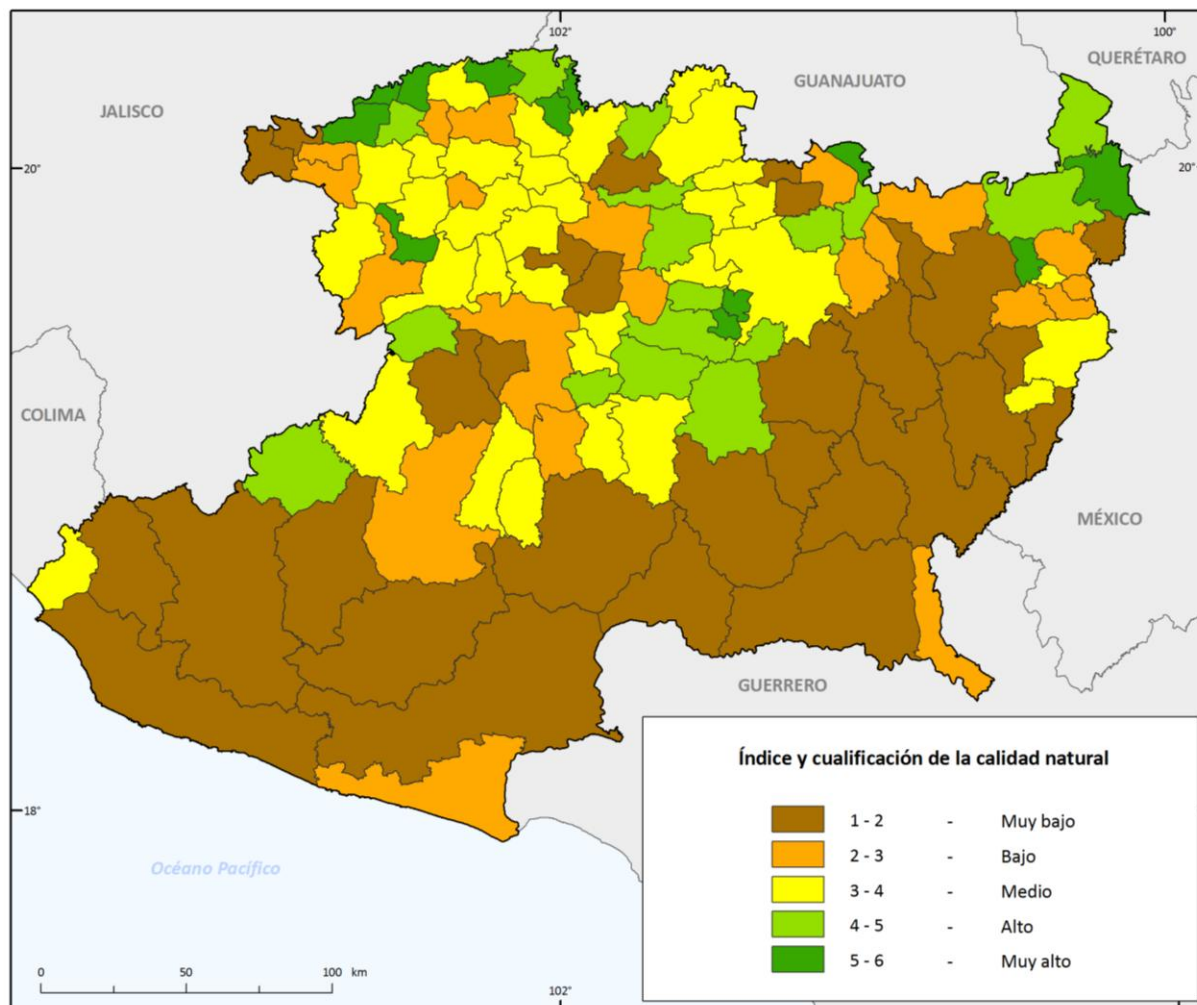 102°
100°
QUERÉTARO
GUANAJUATO
JALISCO
20°
20°
COLIMA
MÉXICO
GUERRERO
Índice y cualificación de la calidad natural
1 - 2 - Muy bajo
2 - 3 - Bajo
3 - 4 - Medio
4 - 5 - Alto
5 - 6 - Muy alto
18°
Océano Pacífico
0 50 100 km
102°